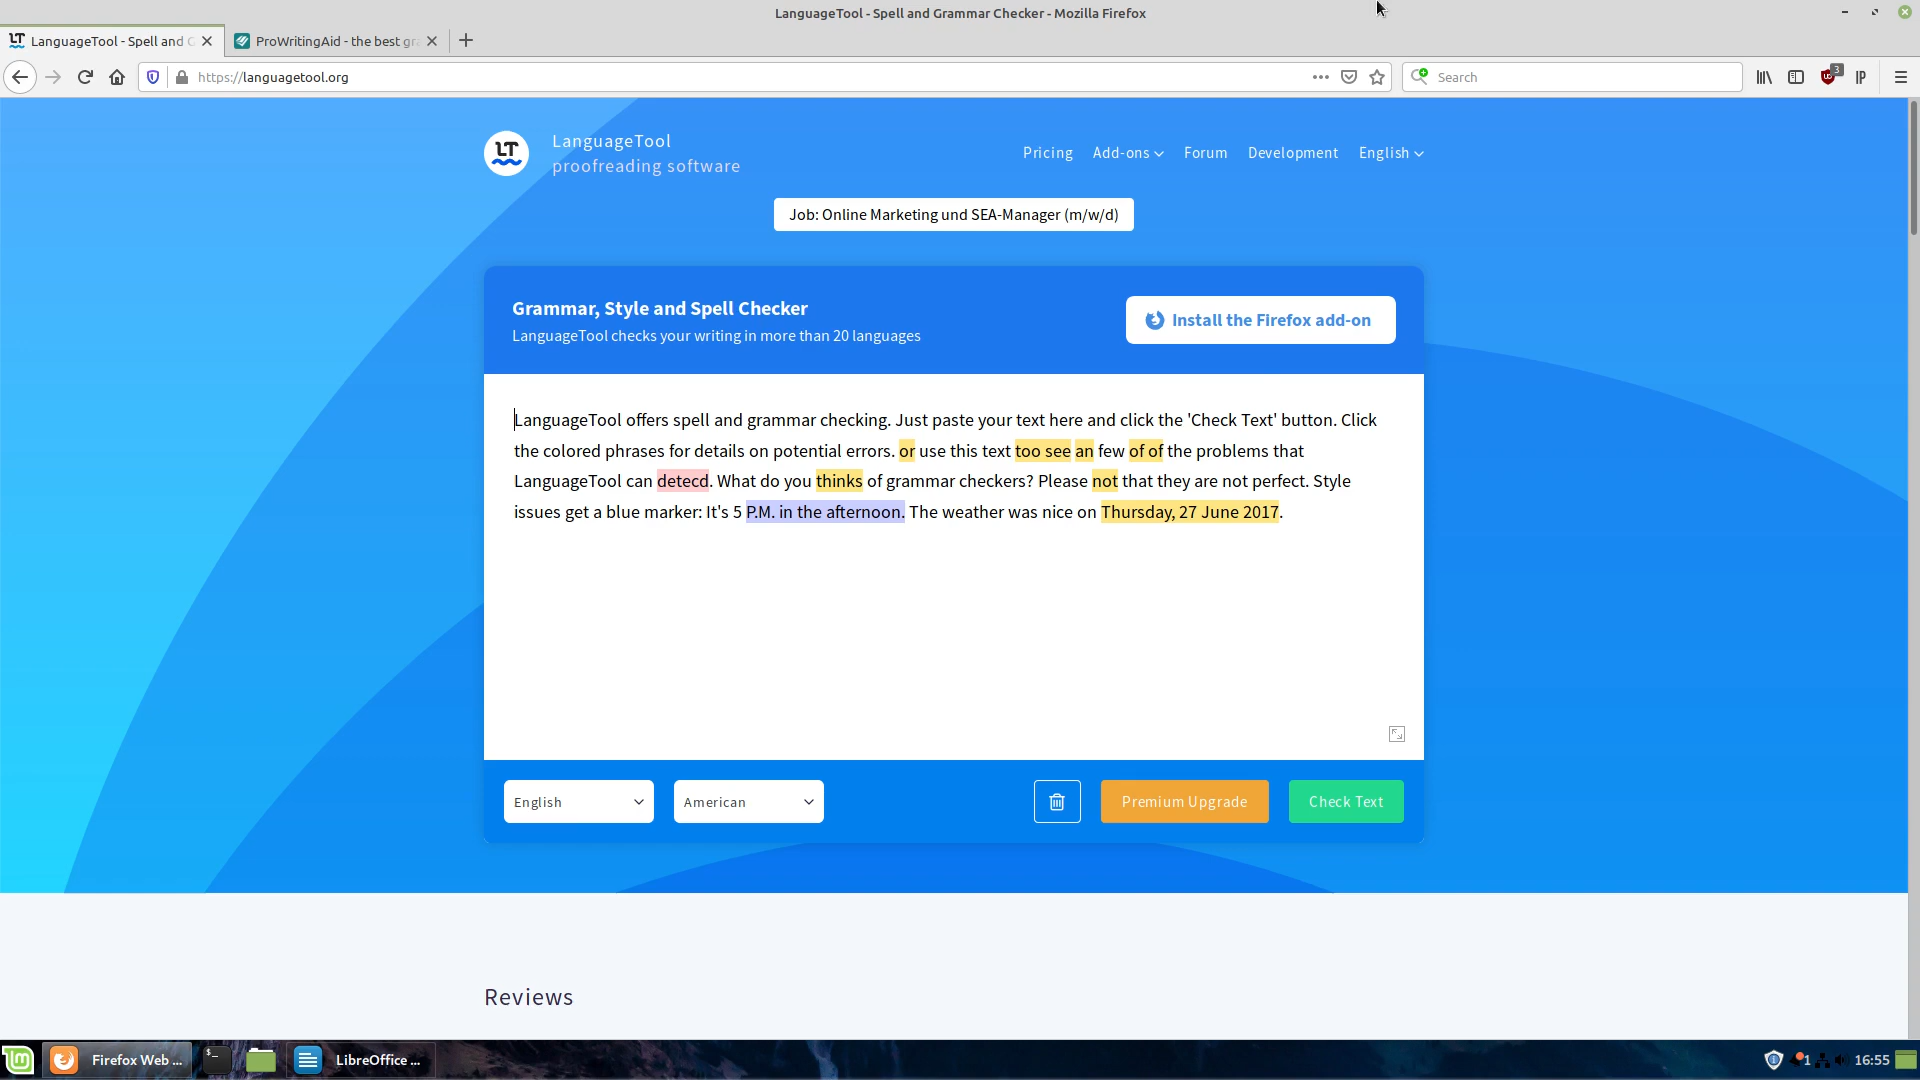 LanguageTool - Spell and Grammar Checker - Mozilla Firefox
LanguageTool - Spell and G
ProWritingAid - the best gr
https://languagetool.org
Search
3
LT
LanguageTool
proofreading software
Pricing
Add-ons
Forum
Development
English
Job: Online Marketing und SEA-Manager (m/w/d)
Grammar, Style and Spell Checker
LanguageTool checks your writing in more than 20 languages
Install the Firefox add-on
LanguageTool offers spell and grammar checking. Just paste your text here and click the 'Check Text' button. Click
the colored phrases for details on potential errors. or use this text too see an few of of the problems that
LanguageTool can detecd. What do you thinks of grammar checkers? Please not that they are not perfect. Style
issues get a blue marker: It's 5 P.M. in the afternoon. The weather was nice on Thursday, 27 June 2017.
English
American
Premium Upgrade
Check Text
Reviews
Firefox Web ...
LibreOffice ...
1
16:55